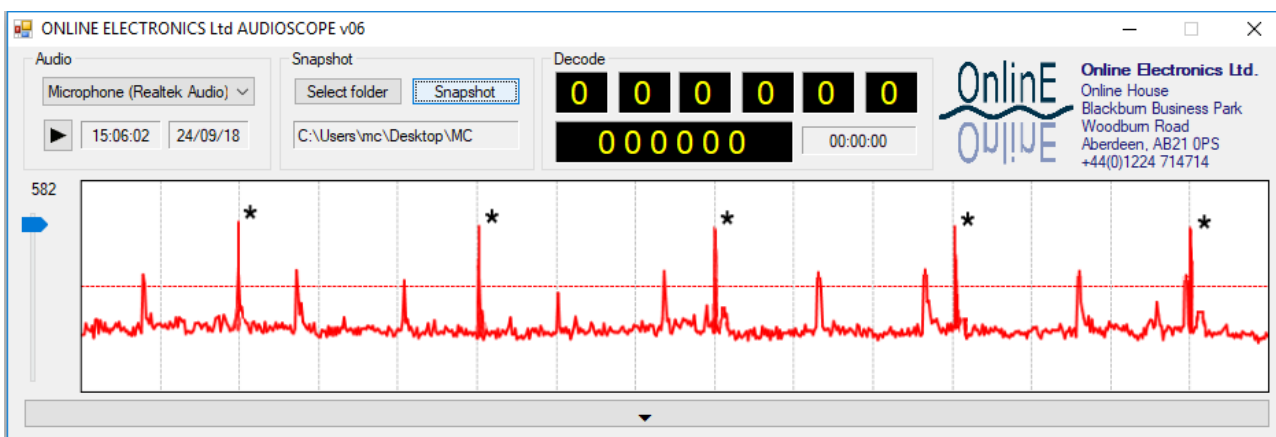 ONLINE ELECTRONICS Ltd AUDIOSCOPE v06
Audio
Snapshot
Decode
Microphone (Realtek Audio)
Select folder
Snapshot
0 0 0 0 0 0
15:06:02
24/09/18
C:\Users\mc\Desktop\MC
000000
00:00:00
OnlinE
OnlinE
Online Electronics Ltd.
Online House
Blackburn Business Park
Woodburn Road
Aberdeen, AB21 0PS
+44(0)1224 714714
582
* * * * *